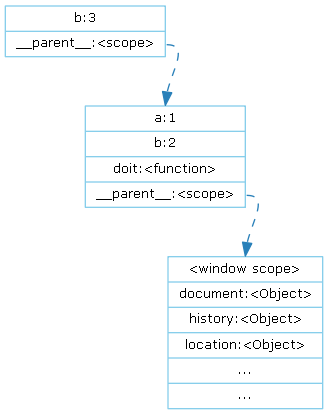 b:3
__parent__:<scope>
a:1
b:2
doit:<function>
__parent__:<scope>
<window scope>
document:<Object>
history:<Object>
location:<Object>
...
...